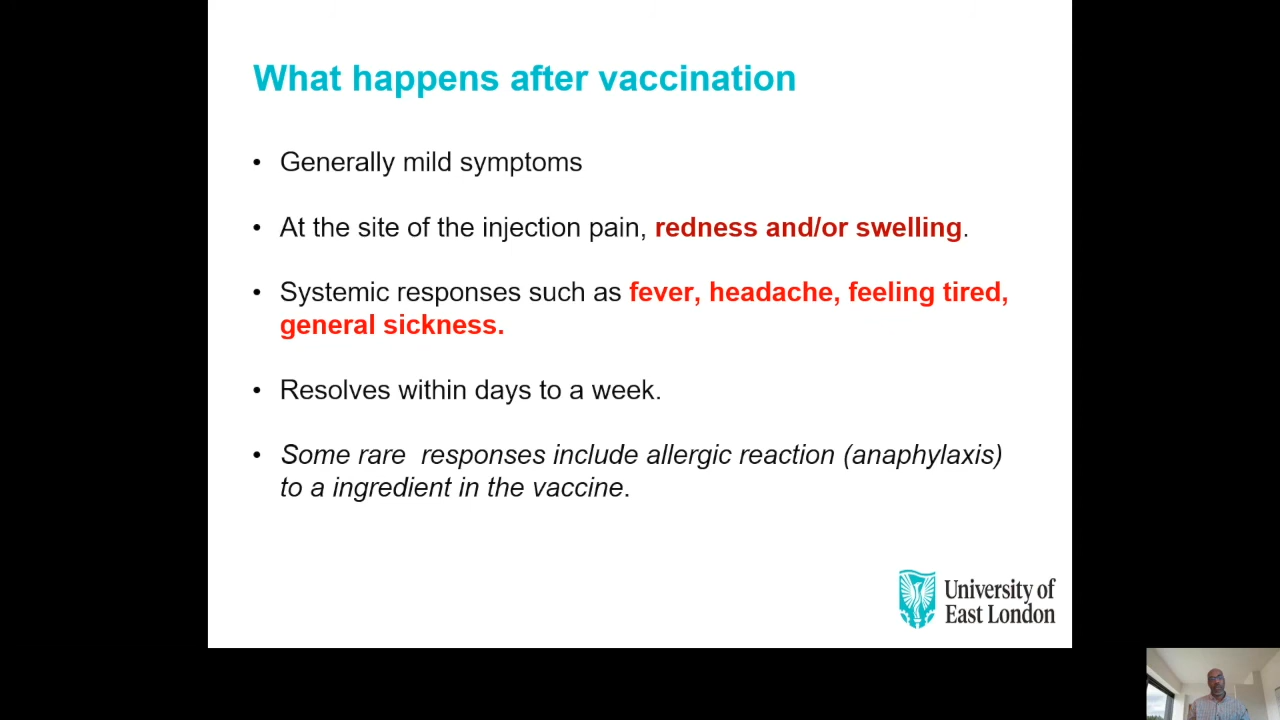 What happens after vaccination
• Generally mild symptoms
• At the site of the injection pain, redness and/or swelling.
• Systemic responses such as fever, headache, feeling tired,
general sickness.
• Resolves within days to a week.
• Some rare  responses include allergic reaction (anaphylaxis)
to a ingredient in the vaccine.
University of
East London